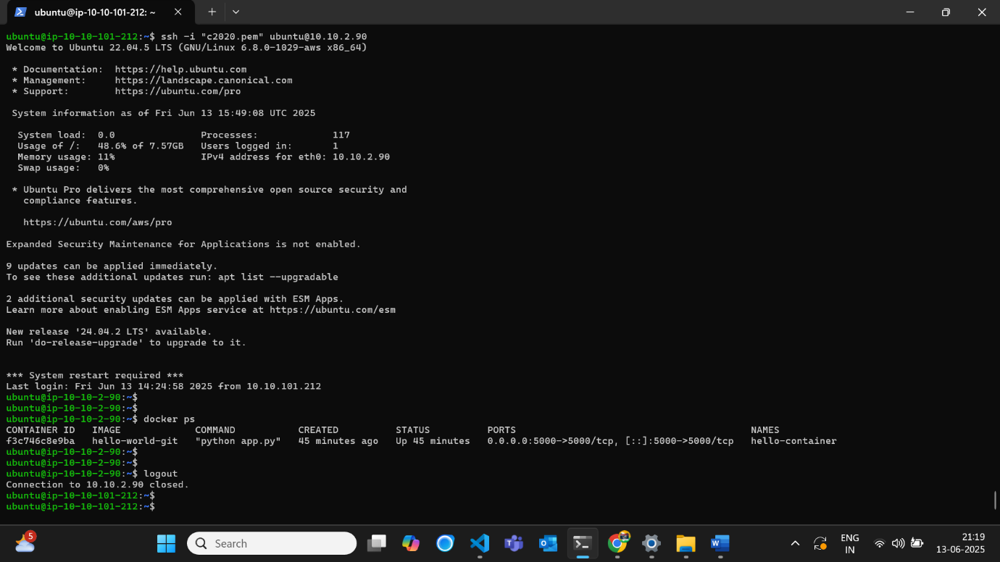 ubuntu@ip-10-10-101-212: ~
ubuntu@ip-10-10-101-212:~$ ssh -i "c2020.pem" ubuntu@10.10.2.90
Welcome to Ubuntu 22.04.5 LTS (GNU/Linux 6.8.0-1029-aws x86_64)
* Documentation:  https://help.ubuntu.com
* Management:     https://landscape.canonical.com
* Support:        https://ubuntu.com/pro
System information as of Fri Jun 13 15:49:08 UTC 2025
System load:  0.0               Processes:             117
Usage of /:   48.6% of 7.57GB   Users logged in:       1
Memory usage: 11%               IPv4 address for eth0: 10.10.2.90
Swap usage:   0%
* Ubuntu Pro delivers the most comprehensive open source security and
compliance features.
https://ubuntu.com/aws/pro
Expanded Security Maintenance for Applications is not enabled.
9 updates can be applied immediately.
To see these additional updates run: apt list --upgradable
2 additional security updates can be applied with ESM Apps.
Learn more about enabling ESM Apps service at https://ubuntu.com/esm
New release '24.04.2 LTS' available.
Run 'do-release-upgrade' to upgrade to it.
*** System restart required ***
Last login: Fri Jun 13 14:24:58 2025 from 10.10.101.212
ubuntu@ip-10-10-2-90:~$
ubuntu@ip-10-10-2-90:~$
ubuntu@ip-10-10-2-90:~$ docker ps
CONTAINER ID   IMAGE             COMMAND           CREATED          STATUS          PORTS                                         NAMES
f3c746c8e9ba   hello-world-git   "python app.py"   45 minutes ago   Up 45 minutes   0.0.0.0:5000->5000/tcp, [::]:5000->5000/tcp   hello-container
ubuntu@ip-10-10-2-90:~$
ubuntu@ip-10-10-2-90:~$
ubuntu@ip-10-10-2-90:~$ logout
Connection to 10.10.2.90 closed.
ubuntu@ip-10-10-101-212:~$
ubuntu@ip-10-10-101-212:~$
5
Search
ENG
IN
21:19
13-06-2025